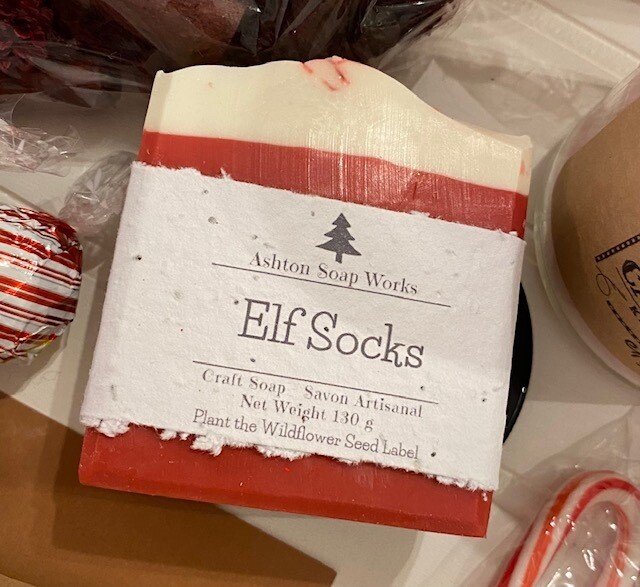 Ashton Soap Works
Elf Socks
Craft Soap Savon Artisanal
Net Weight 130 g
Plant the Wildflower Seed Label